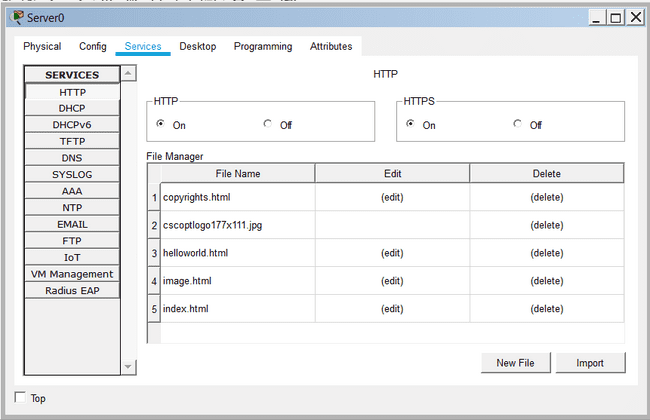 Server0
Physical Config Services Desktop Programming Attributes
SERVICES
HTTP
DHCP
DHCPv6
TFTP
DNS
SYSLOG
AAA
NTP
EMAIL
FTP
IoT
VM Management
Radius EAP
HTTP
HTTP
On Off
HTTPS
On Off
File Manager
File Name Edit Delete
1 copyrights.html (edit) (delete)
2 cscoptlogo177x111.jpg (delete)
3 helloworld.html (edit) (delete)
4 image.html (edit) (delete)
5 index.html (edit) (delete)
New File Import
Top